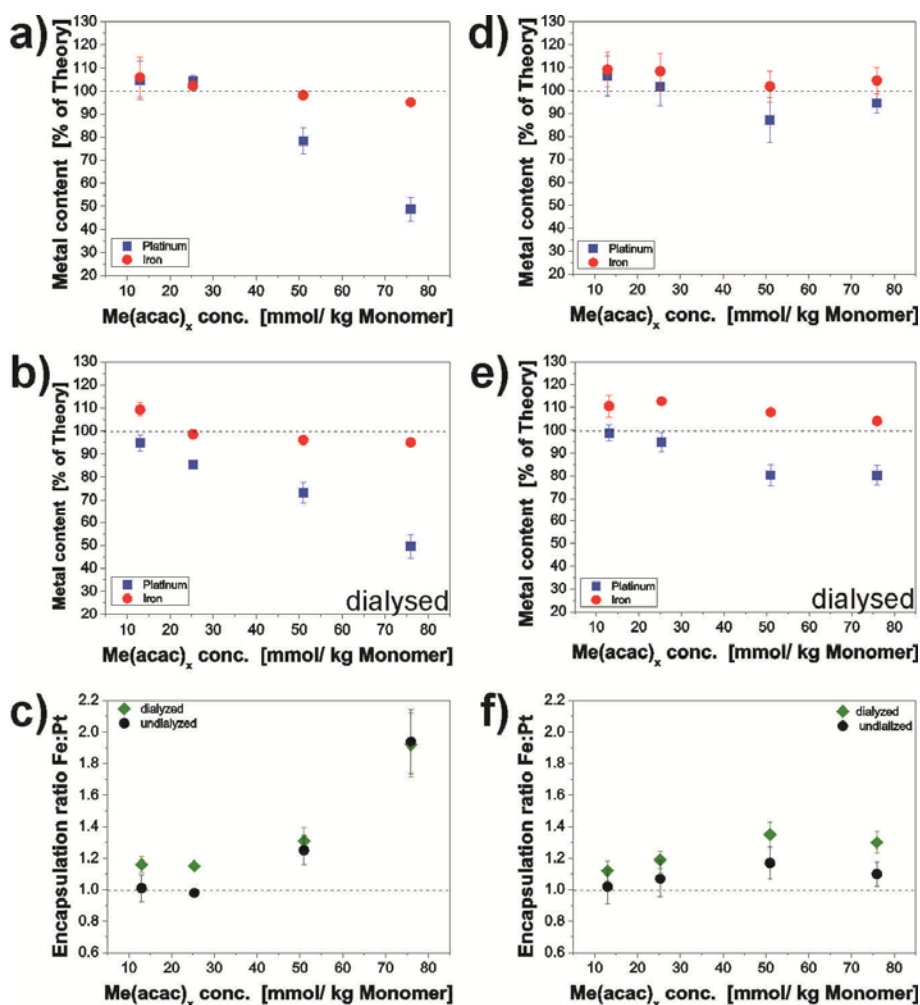 a)
Metal content [% of Theory]
130
120
110
100
90
80
70
60
50
40
30
20
Platinum
Iron
10 20 30 40 50 60 70 80
Me(acac)x conc. [mmol/ kg Monomer]
b)
Metal content [% of Theory]
130
120
110
100
90
80
70
60
50
40
30
20
Platinum
Iron
dialysed
10 20 30 40 50 60 70 80
Me(acac)x conc. [mmol/ kg Monomer]
c)
Encapsulation ratio Fe:Pt
2.2
2.0
1.8
1.6
1.4
1.2
1.0
0.8
0.6
dialyzed
undialyzed
10 20 30 40 50 60 70 80
Me(acac)x conc. [mmol/ kg Monomer]
d)
Metal content [% of Theory]
130
120
110
100
90
80
70
60
50
40
30
20
Platinum
Iron
10 20 30 40 50 60 70 80
Me(acac)x conc. [mmol/ kg Monomer]
e)
Metal content [% of Theory]
130
120
110
100
90
80
70
60
50
40
30
20
Platinum
Iron
dialysed
10 20 30 40 50 60 70 80
Me(acac)x conc. [mmol/ kg Monomer]
f)
Encapsulation ratio Fe:Pt
2.2
2.0
1.8
1.6
1.4
1.2
1.0
0.8
0.6
dialyzed
undialized
10 20 30 40 50 60 70 80
Me(acac)x conc. [mmol/ kg Monomer]